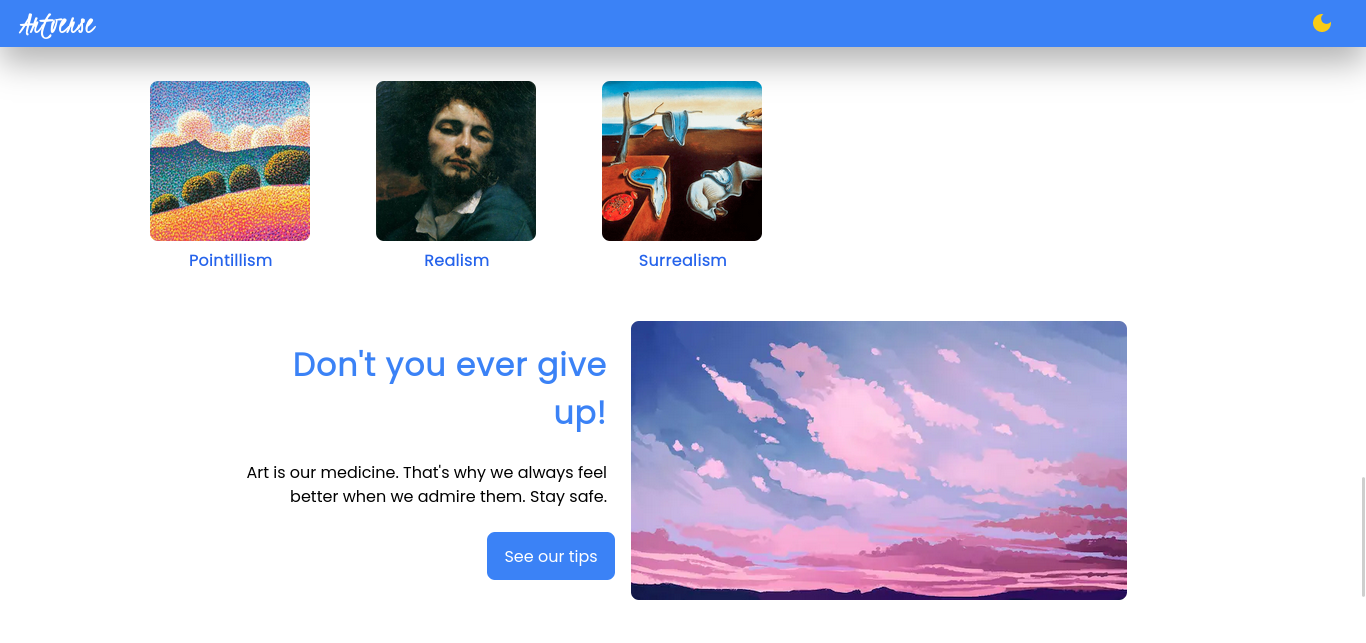 Artverse
Pointillism
Realism
Surrealism
Don't you ever give
up!
Art is our medicine. That's why we always feel
better when we admire them. Stay safe.
See our tips